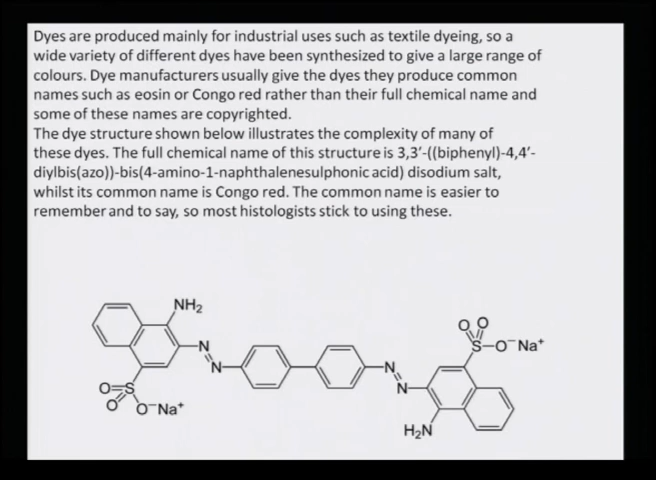 Dyes are produced mainly for industrial uses such as textile dyeing, so a
wide variety of different dyes have been synthesized to give a large range of
colours. Dye manufacturers usually give the dyes they produce common
names such as eosin or Congo red rather than their full chemical name and
some of these names are copyrighted.
The dye structure shown below illustrates the complexity of many of
these dyes. The full chemical name of this structure is 3,3′-((biphenyl)-4,4′-
diylbis(azo))-bis(4-amino-1-naphthalenesulphonic acid) disodium salt,
whilst its common name is Congo red. The common name is easier to
remember and to say, so most histologists stick to using these.
NH₂
N
N
O=S
O
O⁻Na⁺
N
N
O O
S-O⁻Na⁺
H₂N